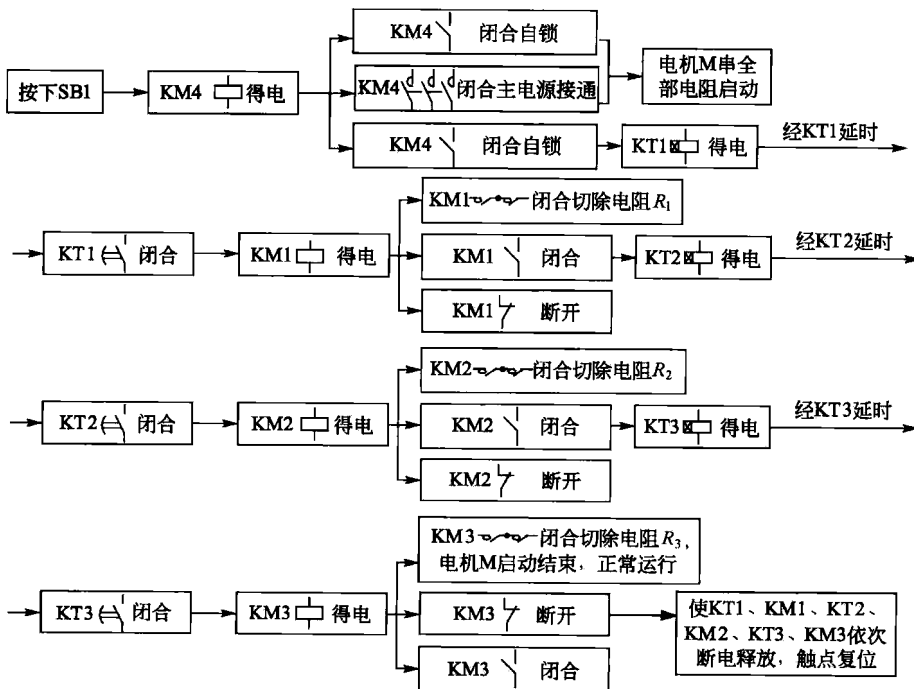 按下SB1
KM4 得电
KM4 闭合自锁
KM4 闭合主电源接通
KM4 闭合自锁
电机M串全
部电阻启动
KT1 得电
经KT1延时
KT1 闭合
KM1 得电
KM1 闭合切除电阻R₁
KM1 闭合
KM1 断开
KT2 得电
经KT2延时
KT2 闭合
KM2 得电
KM2 闭合切除电阻R₂
KM2 闭合
KM2 断开
KT3 得电
经KT3延时
KT3 闭合
KM3 得电
KM3 闭合切除电阻R₃,
电机M启动结束，正常运行
KM3 断开
KM3 闭合
使KT1、KM1、KT2、
KM2、KT3、KM3依次
断电释放，触点复位